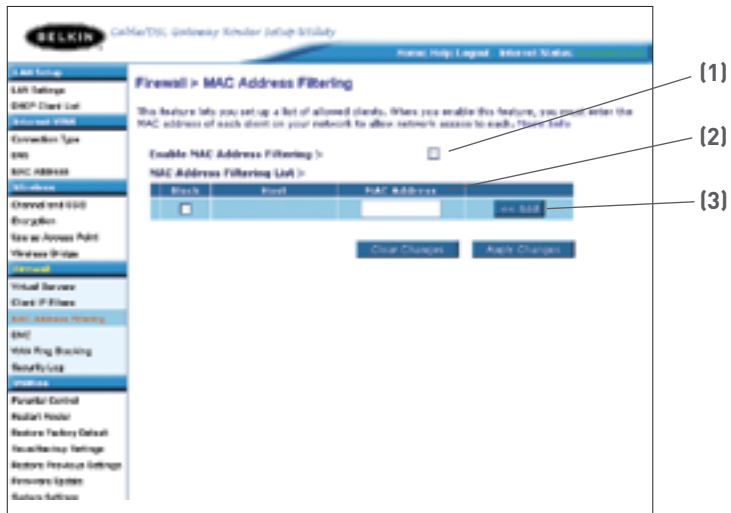 BELKIN Cable/DSL Gateway Router Setup Utility
Home | Help | Logout Internet Status:
LAN Setup
LAN Settings
DHCP Client List
Internet WAN
Connection Type
DNS
MAC Address
Wireless
Channel and SSID
Encryption
Use as Access Point
Wireless Bridge
Firewall
Virtual Servers
Client IP Filters
MAC Address Filtering
DMZ
WAN Ping Blocking
Security Log
Utilities
Parental Control
Restart Router
Restore Factory Default
Save/Backup Settings
Restore Previous Settings
Firmware Update
System Settings
Firewall > MAC Address Filtering
This feature lets you set up a list of allowed clients. When you enable this feature, you must enter the
MAC address of each client on your network to allow network access to each. More Info
Enable MAC Address Filtering >
MAC Address Filtering List >
Block Host MAC Address
<< Add
Clear Changes Apply Changes
(1)
(2)
(3)